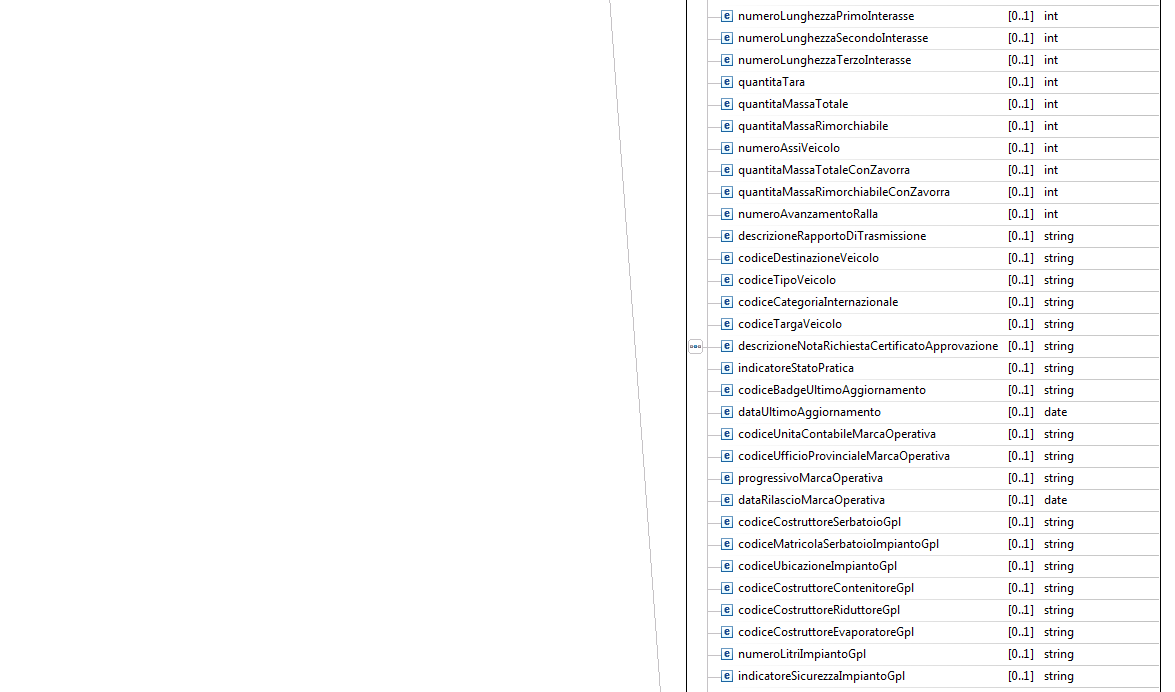 e numeroLunghezzaPrimoInterasse [0..1] int
e numeroLunghezzaSecondoInterasse [0..1] int
e numeroLunghezzaTerzoInterasse [0..1] int
e quantitaTara [0..1] int
e quantitaMassaTotale [0..1] int
e quantitaMassaRimorchiabile [0..1] int
e numeroAssiVeicolo [0..1] int
e quantitaMassaTotaleConZavorra [0..1] int
e quantitaMassaRimorchiabileConZavorra [0..1] int
e numeroAvanzamentoRalla [0..1] int
e descrizioneRapportoDiTrasmissione [0..1] string
e codiceDestinazioneVeicolo [0..1] string
e codiceTipoVeicolo [0..1] string
e codiceCategoriaInternazionale [0..1] string
e codiceTargaVeicolo [0..1] string
e descrizioneNotaRichiestaCertificatoApprovazione [0..1] string
e indicatoreStatoPratica [0..1] string
e codiceBadgeUltimoAggiornamento [0..1] string
e dataUltimoAggiornamento [0..1] date
e codiceUnitaContabileMarcaOperativa [0..1] string
e codiceUfficioProvincialeMarcaOperativa [0..1] string
e progressivoMarcaOperativa [0..1] string
e dataRilascioMarcaOperativa [0..1] date
e codiceCostruttoreSerbatoioGpl [0..1] string
e codiceMatricolaSerbatoioImpiantoGpl [0..1] string
e codiceUbicazioneImpiantoGpl [0..1] string
e codiceCostruttoreContenitoreGpl [0..1] string
e codiceCostruttoreRiduttoreGpl [0..1] string
e codiceCostruttoreEvaporatoreGpl [0..1] string
e numeroLitriImpiantoGpl [0..1] string
e indicatoreSicurezzaImpiantoGpl [0..1] string